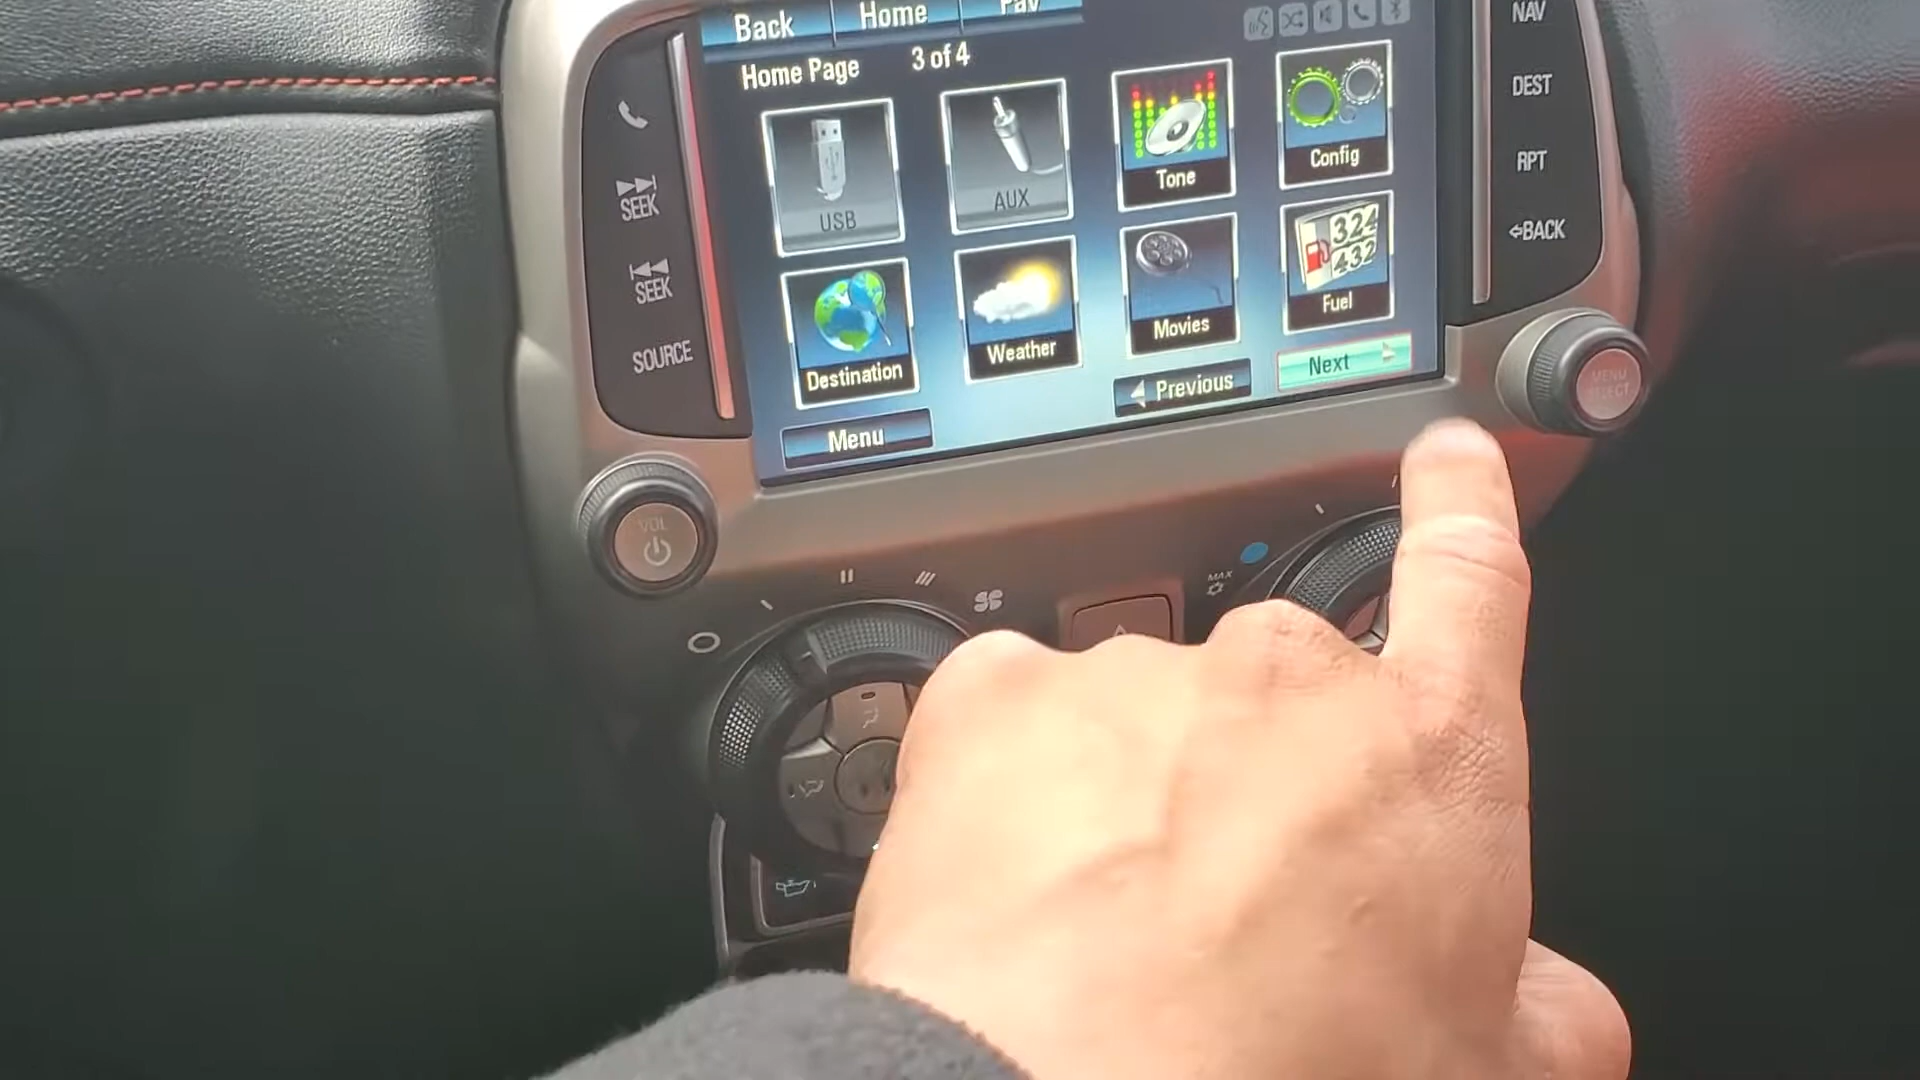 Back Home Fav
Home Page 3 of 4
USB AUX Tone Config
Destination Weather Movies Fuel
324
432
Menu Previous Next
SEEK
SEEK
SOURCE
VOL
NAV
DEST
RPT
BACK
MENU
SELECT
MAX